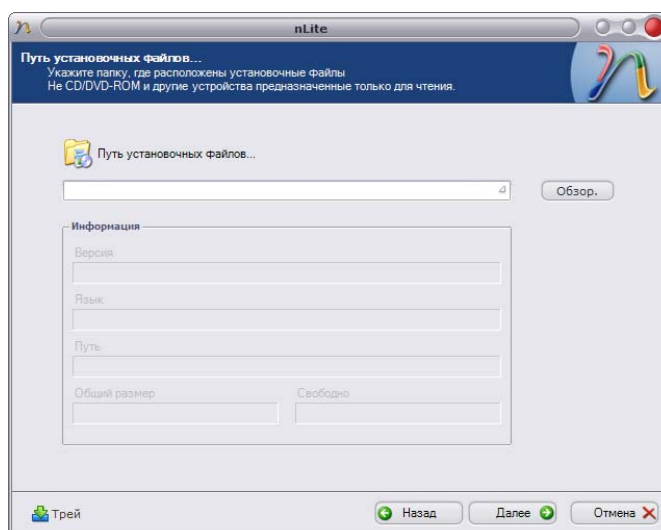 nLite
Путь установочных файлов...
Укажите папку, где расположены установочные файлы
Не CD/DVD-ROM и другие устройства предназначенные только для чтения.
Путь установочных файлов...
Обзор.
Информация
Версия
Язык
Путь
Общий размер Свободно
Трей Назад Далее Отмена